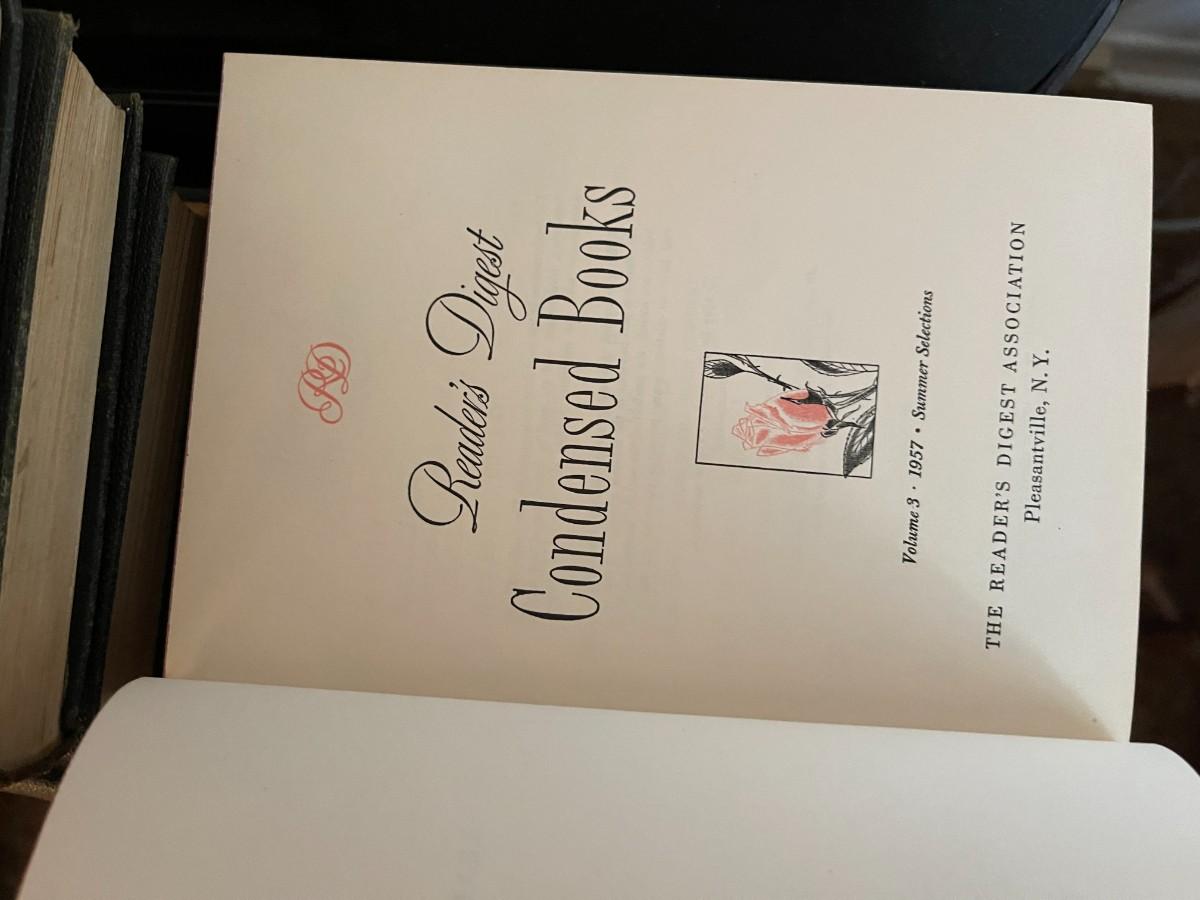 RD
Reader's Digest
Condensed Books
Volume 3 · 1957 • Summer Selections
THE READER'S DIGEST ASSOCIATION
Pleasantville, N. Y.